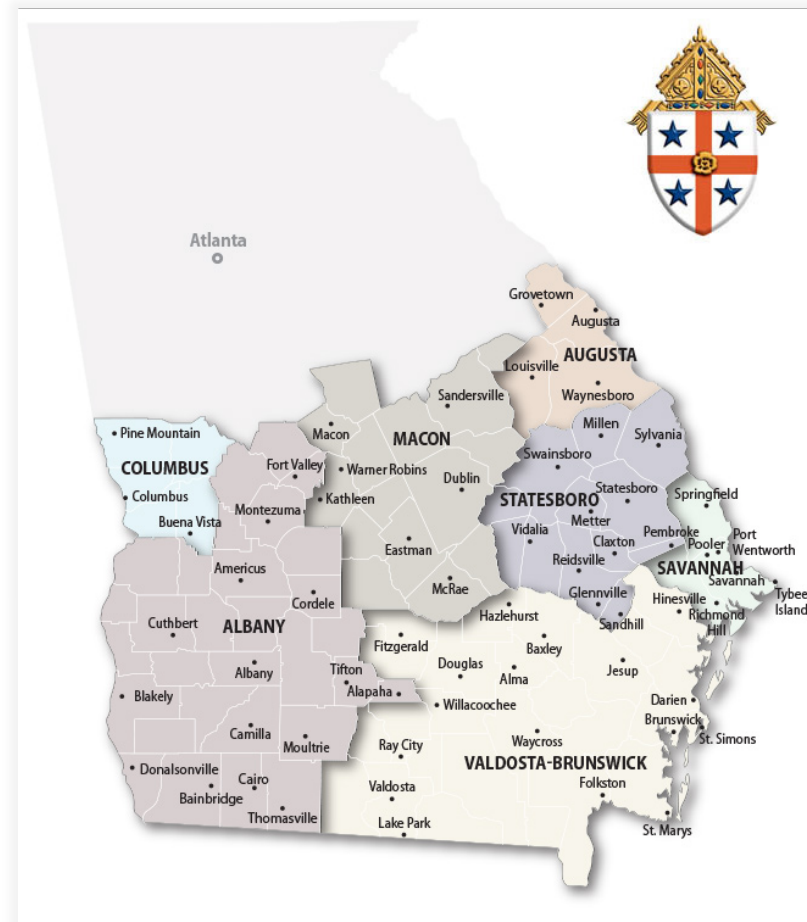 Atlanta
Grovetown
Augusta
AUGUSTA
Louisville
Waynesboro
Sandersville
Macon
MACON
Millen
Sylvania
Pine Mountain
COLUMBUS
Fort Valley
Warner Robins
Dublin
Swainsboro
Columbus
Kathleen
STATESBORO
Statesboro
Springfield
Buena Vista
Montezuma
Metter
Vidalia
Claxton
Pembroke
Pooler
Port
Wentworth
Eastman
Reidsville
SAVANNAH
Savannah
Tybee
Island
Americus
McRae
Glennville
Hinesville
Richmond
Hill
Cordele
Hazlehurst
Sandhill
Cuthbert
ALBANY
Fitzgerald
Baxley
Albany
Tifton
Douglas
Alma
Jesup
Blakely
Alapaha
Willacoochee
Darien
Brunswick
St. Simons
Camilla
Moultrie
Ray City
Waycross
VALDOSTA-BRUNSWICK
Donalsonville
Cairo
Bainbridge
Valdosta
Folkston
Thomasville
Lake Park
St. Marys